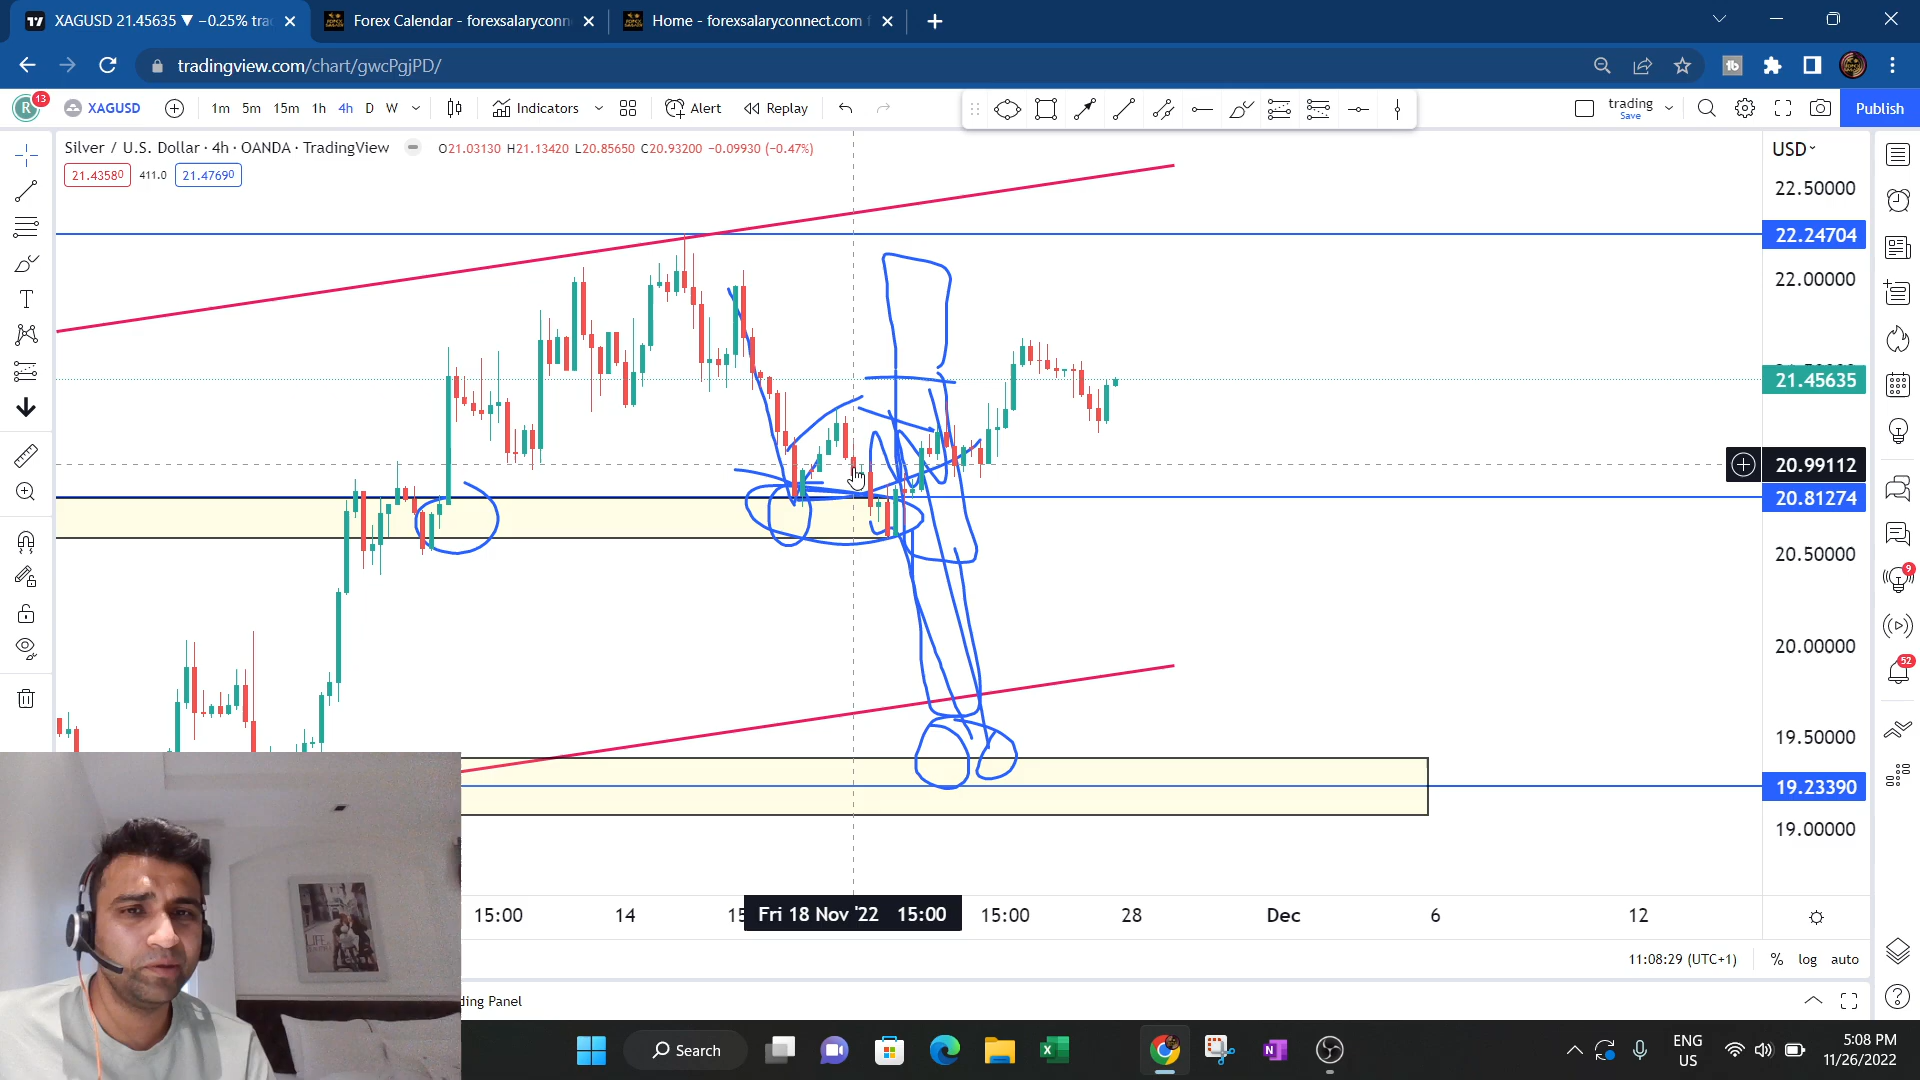 XAGUSD 21.45635 ▼ −0.25% tra
Forex Calendar - forexsalaryconn
Home - forexsalaryconnect.com f
tradingview.com/chart/gwcPgjPD/
R
13
XAGUSD
1m 5m 15m 1h 4h D W
Indicators
Alert
Replay
trading
Save
Publish
Silver / U.S. Dollar · 4h · OANDA · TradingView
O21.03130 H21.13420 L20.85650 C20.93200 −0.09930 (−0.47%)
21.43580
411.0
21.47690
USD
22.50000
22.24704
22.00000
21.45635
20.99112
20.81274
20.50000
20.00000
19.50000
19.23390
19.00000
9
52
15:00
14
15
Fri 18 Nov '22 15:00
15:00
28
Dec
6
12
11:08:29 (UTC+1)
%
log
auto
ding Panel
LIFE
Search
ENG
US
5:08 PM
11/26/2022